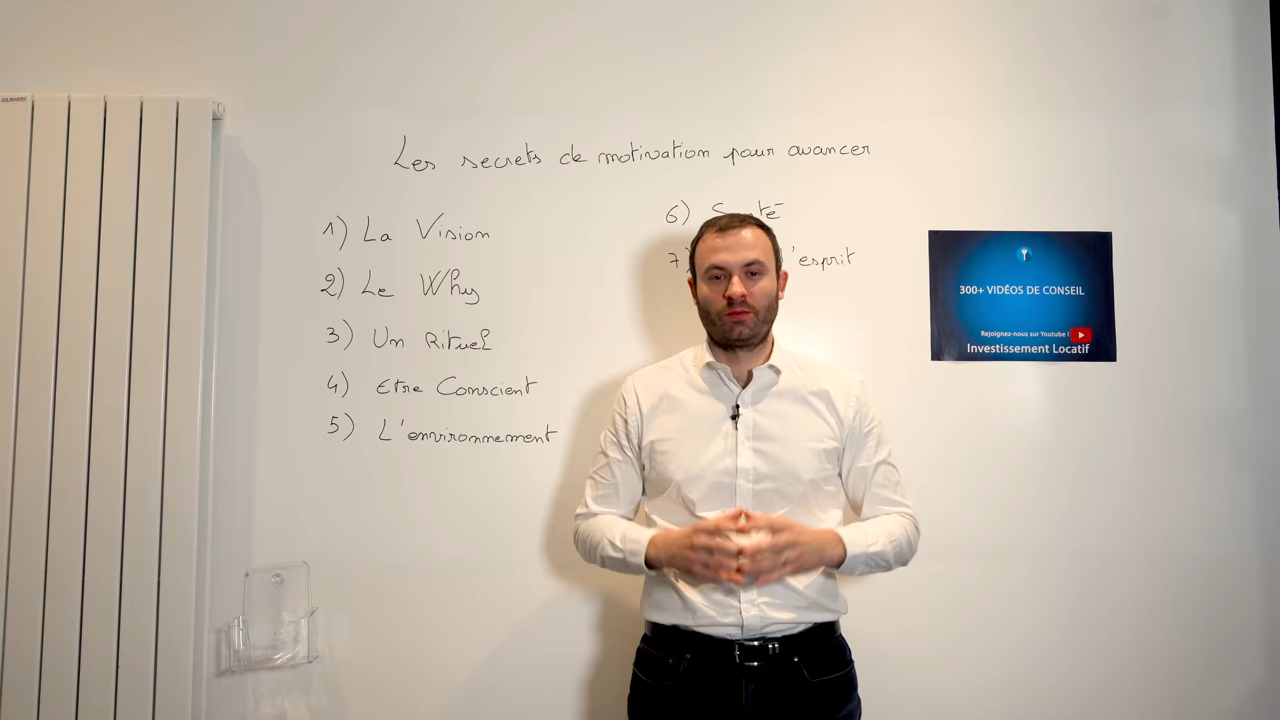 Les secrets de motivation pour avancer
1) La Vision
2) Le Why
3) Un Rituel
4) Etre Conscient
5) L'environnement
6)
7) l'esprit
300+ VIDÉOS DE CONSEIL
Rejoignez-nous sur Youtube !
Investissement Locatif